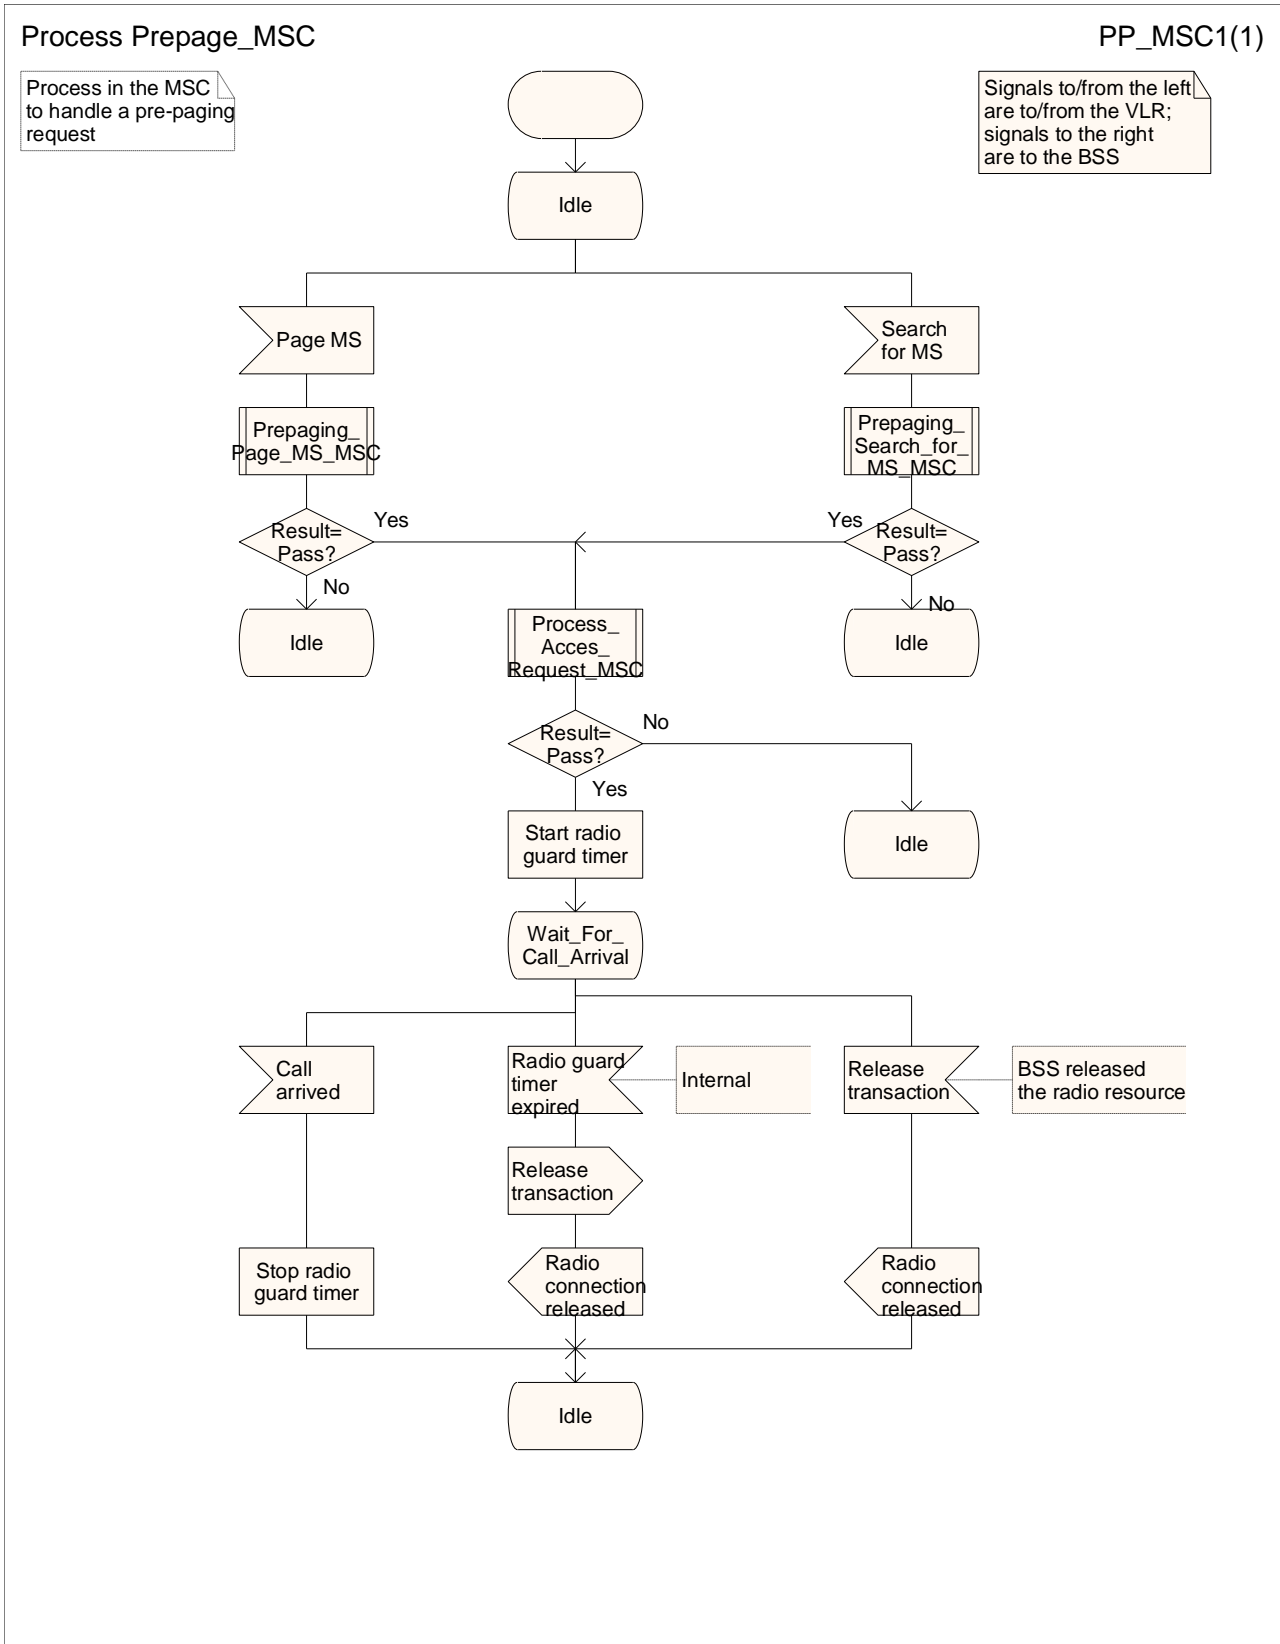 Process Prepage_MSC
PP_MSC1(1)
Process in the MSC
to handle a pre-paging
request
Signals to/from the left
are to/from the VLR;
signals to the right
are to the BSS
Idle
Page MS
Search
for MS
Prepaging_
Page_MS_MSC
Prepaging_
Search_for_
MS_MSC
Result=
Pass?
Yes
No
Yes
Result=
Pass?
No
Idle
Process_
Acces_
Request_MSC
Idle
Result=
Pass?
No
Yes
Start radio
guard timer
Idle
Wait_For_
Call_Arrival
Call
arrived
Radio guard
timer
expired
Internal
Release
transaction
BSS released
the radio resource
Release
transaction
Stop radio
guard timer
Radio
connection
released
Radio
connection
released
Idle